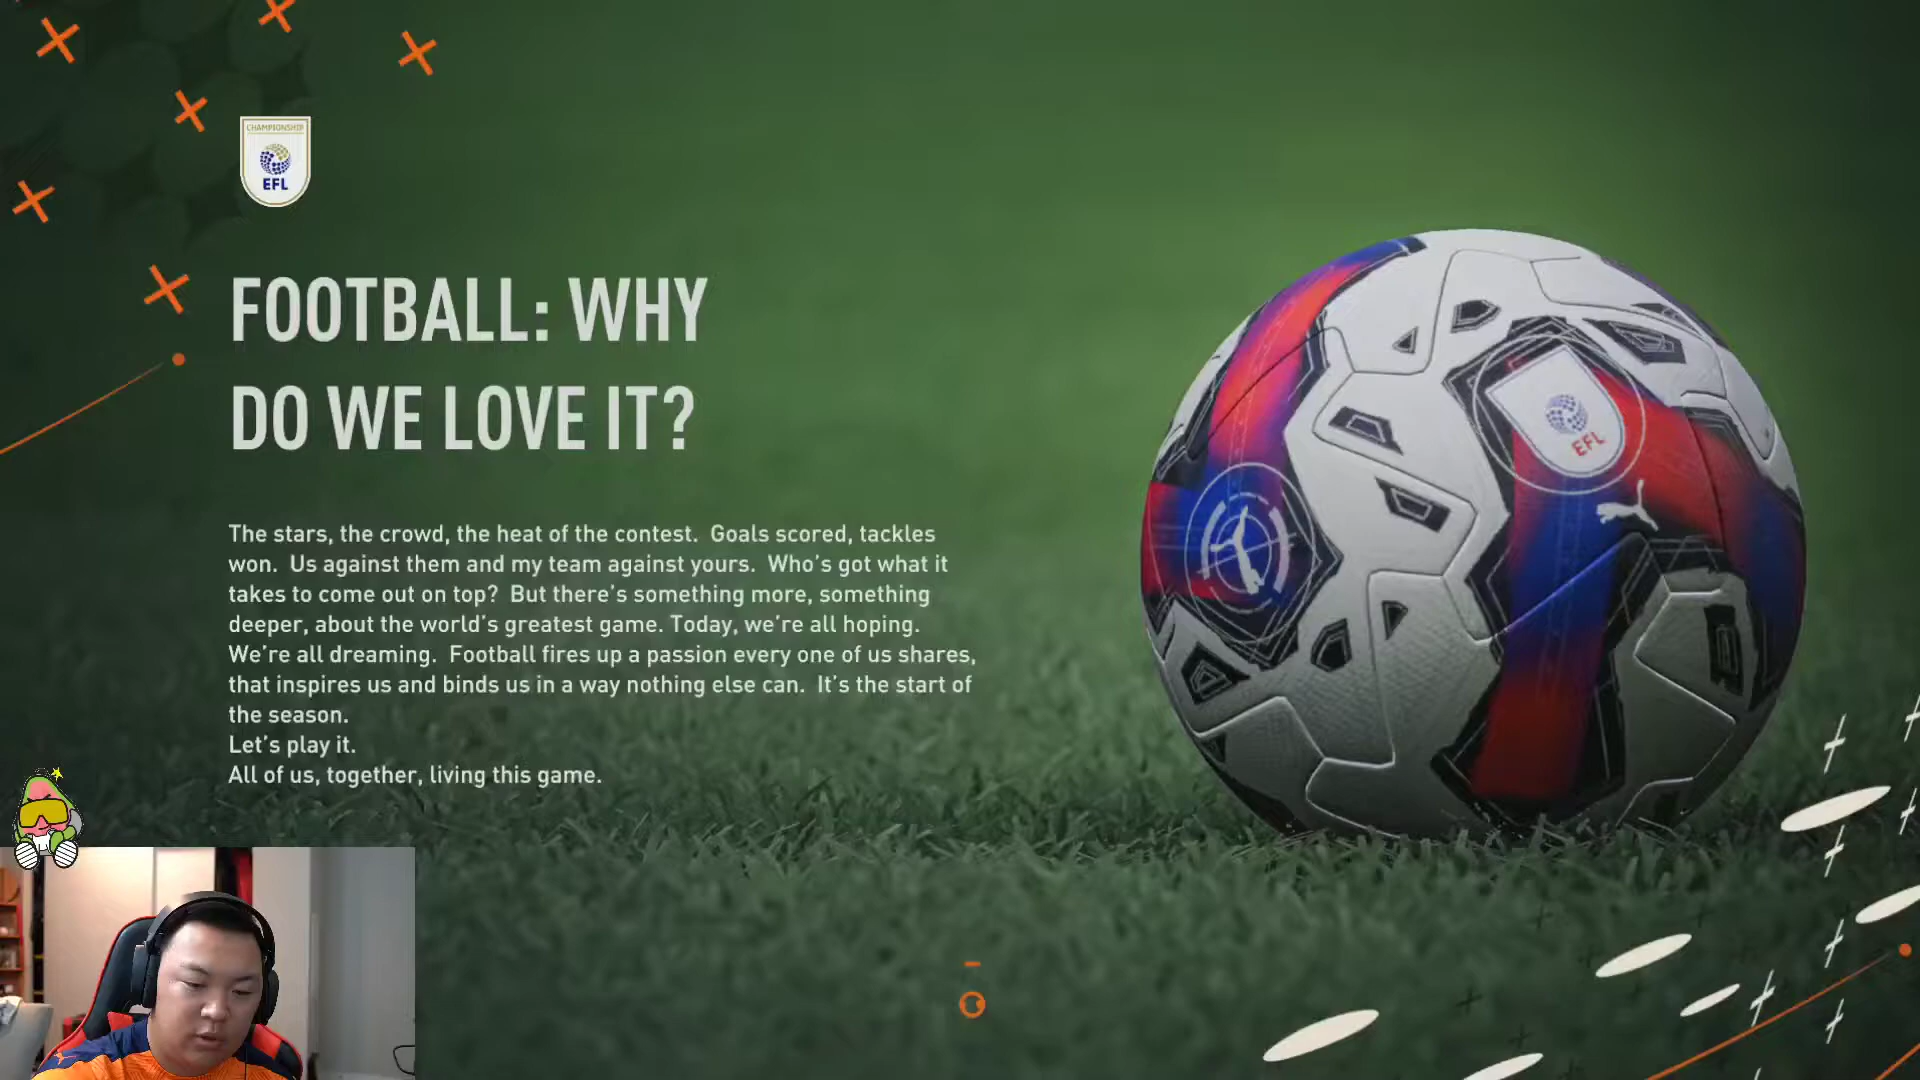 CHAMPIONSHIP
EFL
FOOTBALL: WHY
DO WE LOVE IT?
The stars, the crowd, the heat of the contest.  Goals scored, tackles
won.  Us against them and my team against yours.  Who's got what it
takes to come out on top?  But there's something more, something
deeper, about the world's greatest game. Today, we're all hoping.
We're all dreaming.  Football fires up a passion every one of us shares,
that inspires us and binds us in a way nothing else can.  It's the start of
the season.
Let's play it.
All of us, together, living this game.
EFL